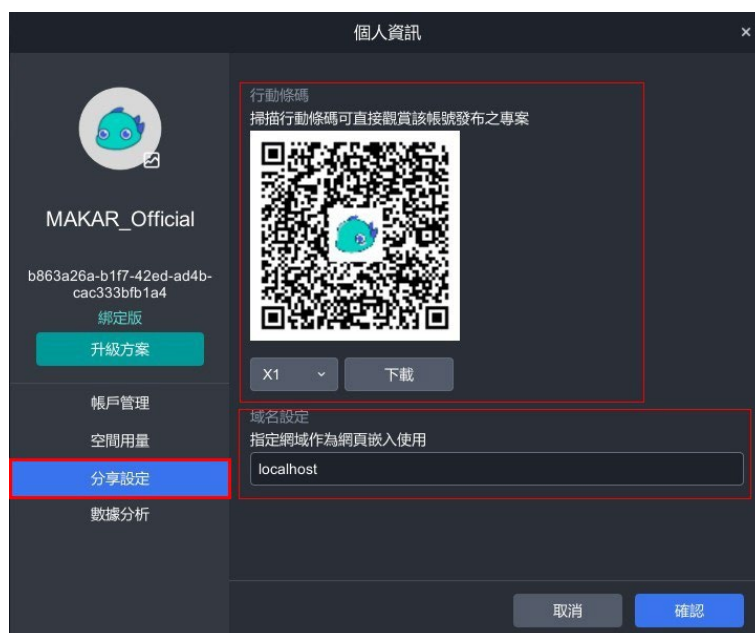 個人資訊
×
MAKAR_Official
b863a26a-b1f7-42ed-ad4b-
cac333bfb1a4
綁定版
升級方案
帳戶管理
空間用量
分享設定
數據分析
行動條碼
掃描行動條碼可直接觀賞該帳號發布之專案
X1
下載
域名設定
指定網域作為網頁嵌入使用
localhost
取消
確認